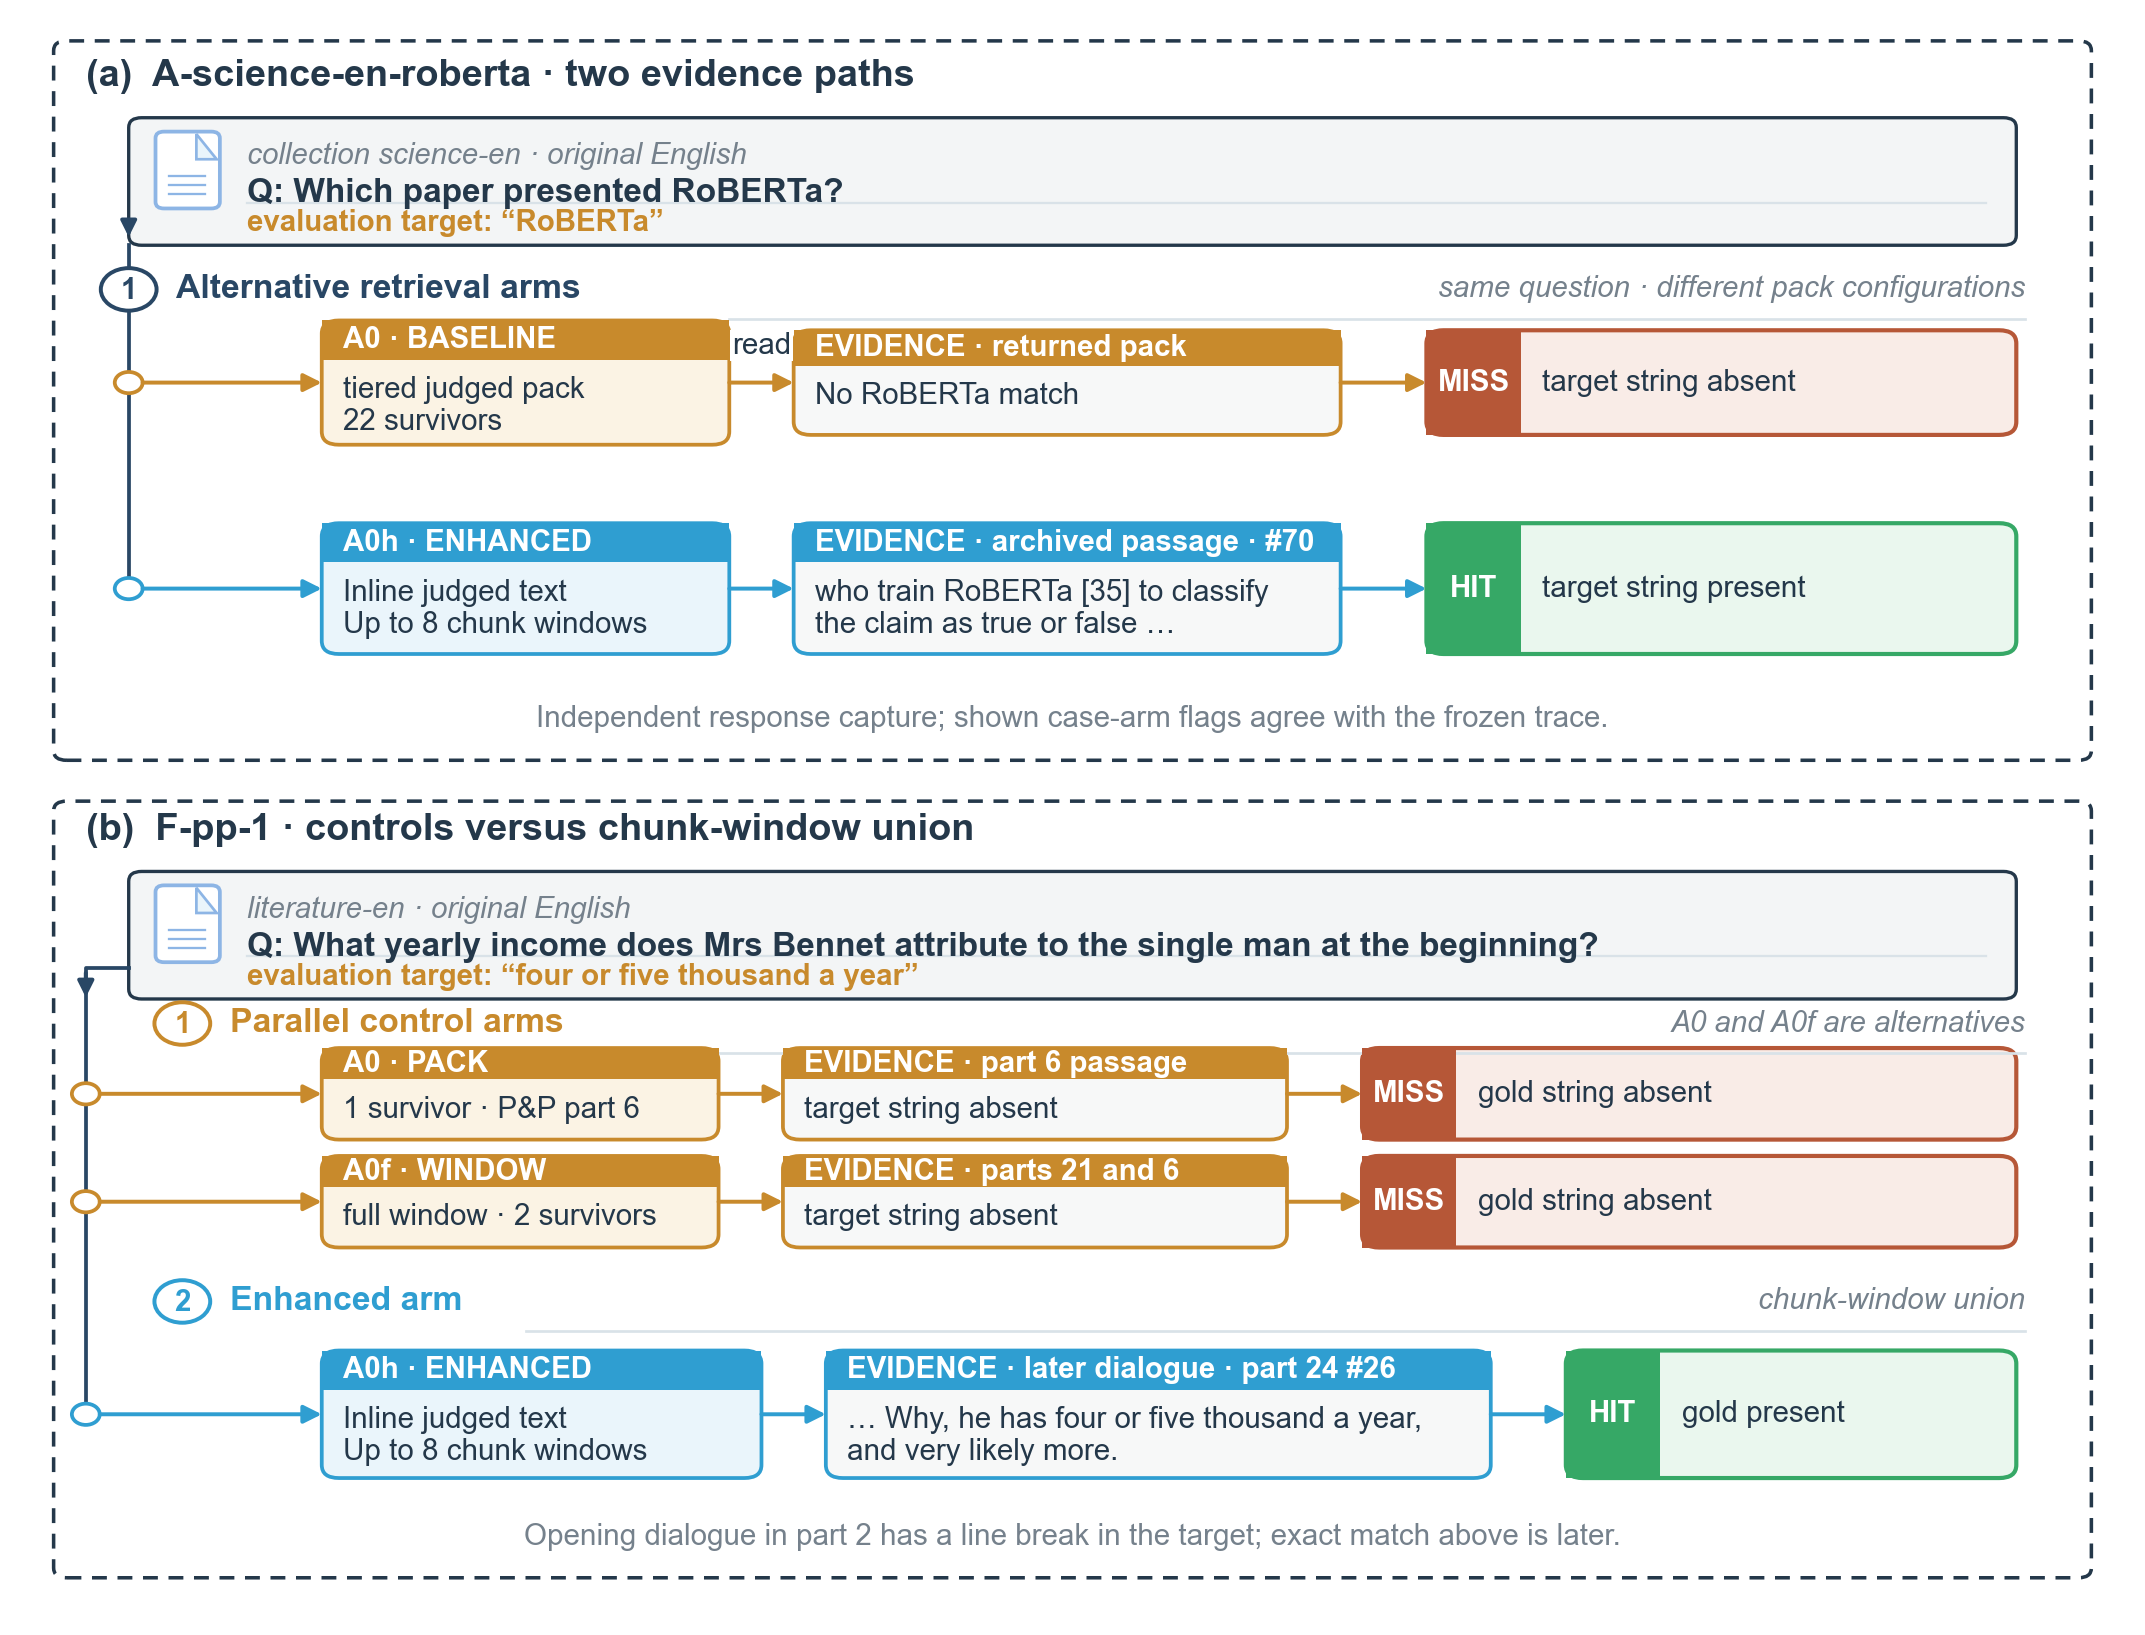 (a) A-science-en-roberta · two evidence paths
collection science-en · original English
Q: Which paper presented RoBERTa?
evaluation target: “RoBERTa”
1 Alternative retrieval arms
same question · different pack configurations
A0 · BASELINE
tiered judged pack
22 survivors
read
EVIDENCE · returned pack
No RoBERTa match
MISS
target string absent
A0h · ENHANCED
Inline judged text
Up to 8 chunk windows
EVIDENCE · archived passage · #70
who train RoBERTa [35] to classify
the claim as true or false …
HIT
target string present
Independent response capture; shown case-arm flags agree with the frozen trace.
(b) F-pp-1 · controls versus chunk-window union
literature-en · original English
Q: What yearly income does Mrs Bennet attribute to the single man at the beginning?
evaluation target: “four or five thousand a year”
1 Parallel control arms
A0 and A0f are alternatives
A0 · PACK
1 survivor · P&P part 6
EVIDENCE · part 6 passage
target string absent
MISS
gold string absent
A0f · WINDOW
full window · 2 survivors
EVIDENCE · parts 21 and 6
target string absent
MISS
gold string absent
2 Enhanced arm
chunk-window union
A0h · ENHANCED
Inline judged text
Up to 8 chunk windows
EVIDENCE · later dialogue · part 24 #26
… Why, he has four or five thousand a year,
and very likely more.
HIT
gold present
Opening dialogue in part 2 has a line break in the target; exact match above is later.